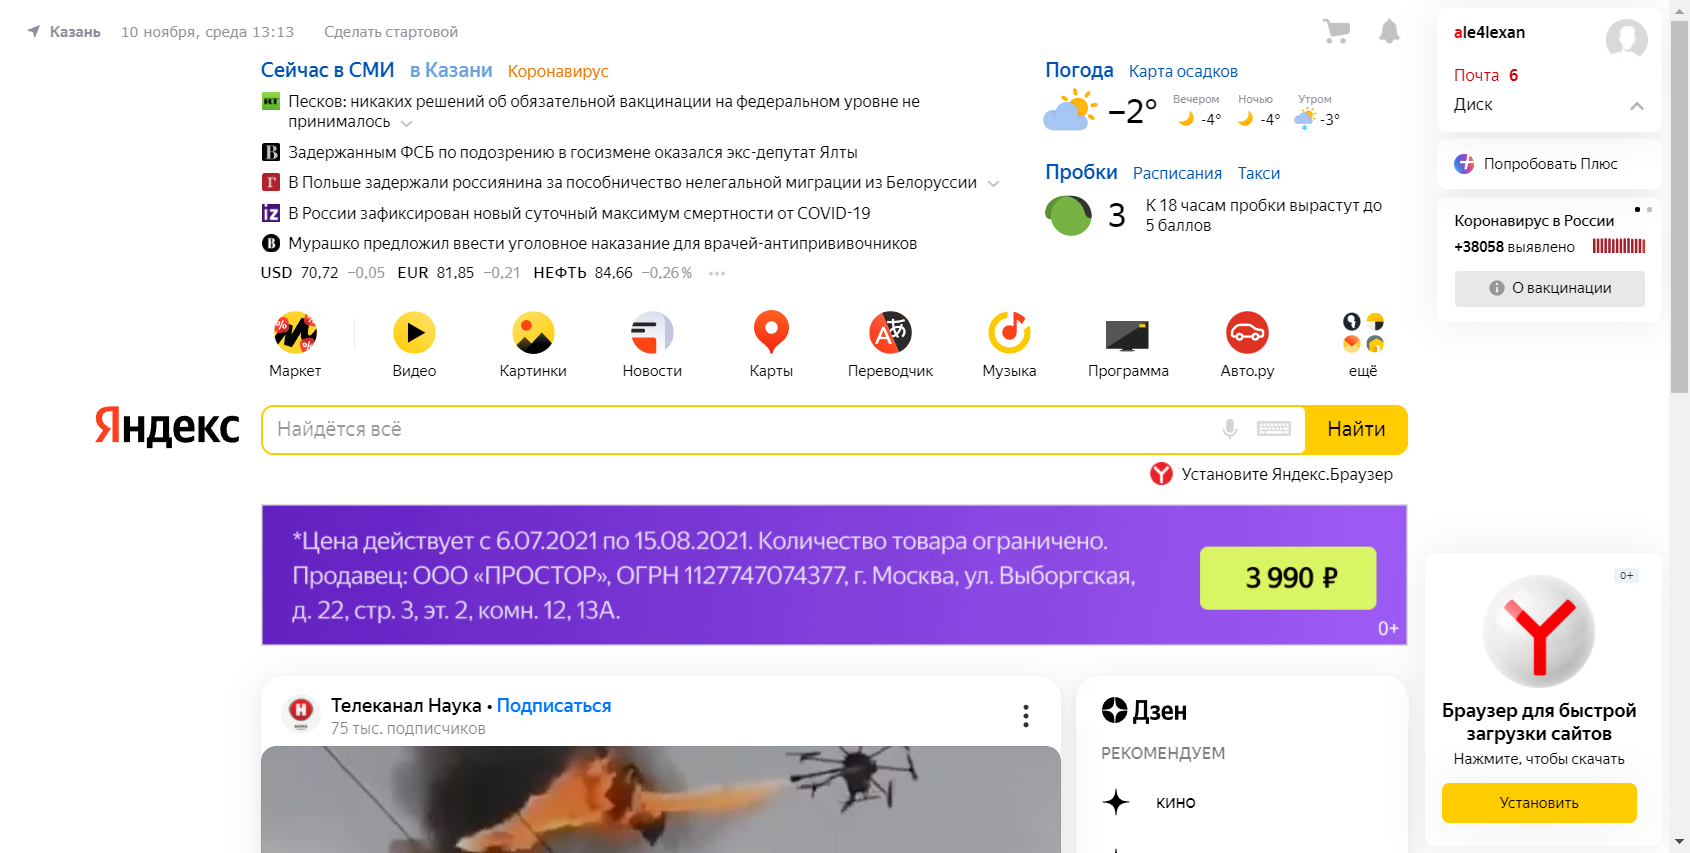 Казань 10 ноября, среда 13:13 Сделать стартовой
Сейчас в СМИ в Казани Коронавирус
Песков: никаких решений об обязательной вакцинации на федеральном уровне не
принималось
Задержанным ФСБ по подозрению в госизмене оказался экс-депутат Ялты
В Польше задержали россиянина за пособничество нелегальной миграции из Белоруссии
В России зафиксирован новый суточный максимум смертности от COVID-19
Мурашко предложил ввести уголовное наказание для врачей-антипрививочников
USD 70,72 −0,05 EUR 81,85 −0,21 НЕФТЬ 84,66 −0,26%
Погода Карта осадков
−2° Вечером -4° Ночью -4° Утром -3°
Пробки Расписания Такси
3 К 18 часам пробки вырастут до
5 баллов
ale4lexan
Почта 6
Диск
Попробовать Плюс
Коронавирус в России
+38058 выявлено
О вакцинации
Маркет Видео Картинки Новости Карты Переводчик Музыка Программа Авто.ру ещё
Яндекс Найдётся всё Найти
Установите Яндекс.Браузер
*Цена действует с 6.07.2021 по 15.08.2021. Количество товара ограничено.
Продавец: ООО «ПРОСТОР», ОГРН 1127747074377, г. Москва, ул. Выборгская,
д. 22, стр. 3, эт. 2, комн. 12, 13А.
3 990 ₽
0+
Телеканал Наука • Подписаться
75 тыс. подписчиков
Дзен
РЕКОМЕНДУЕМ
кино
0+
Браузер для быстрой
загрузки сайтов
Нажмите, чтобы скачать
Установить